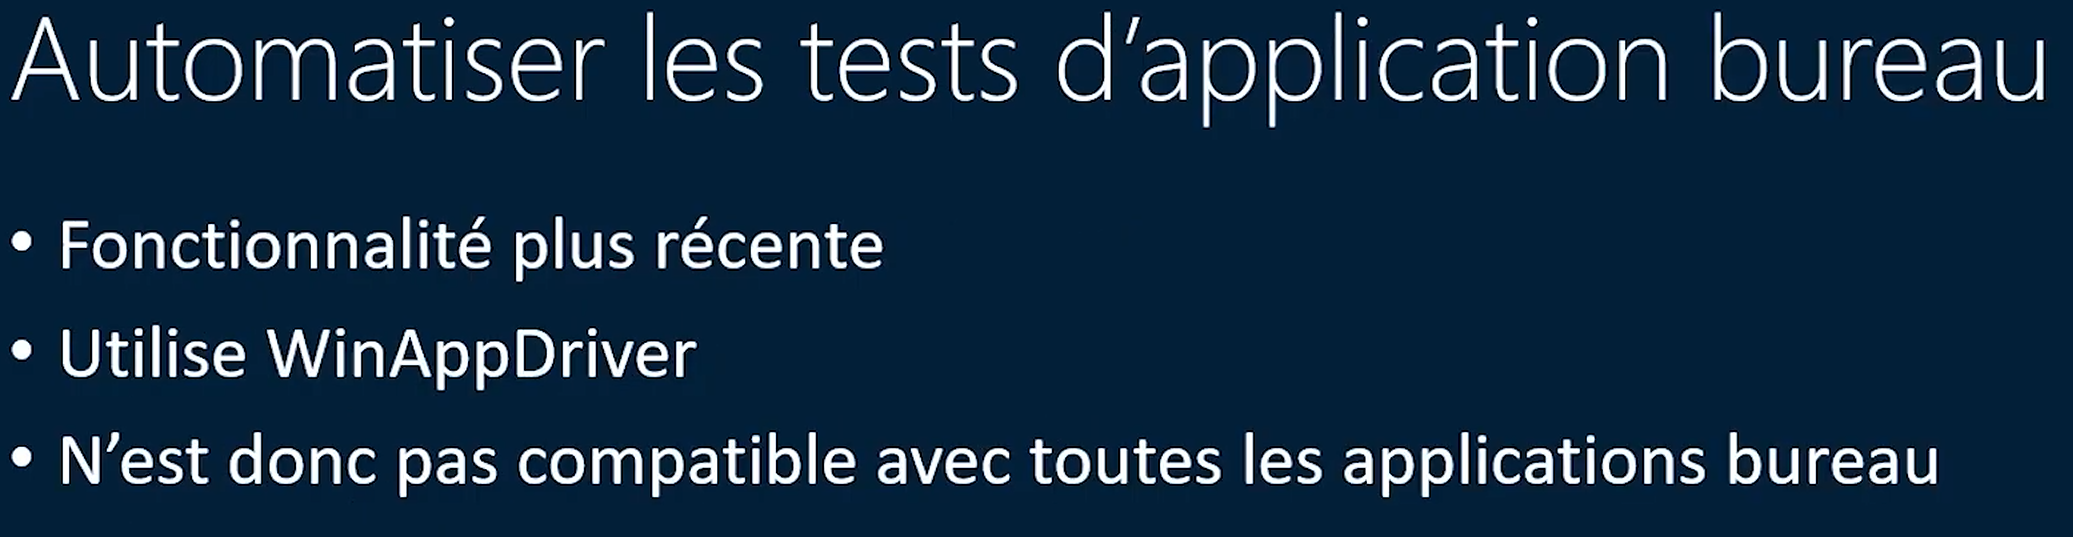 Automatiser les tests d’application bureau
• Fonctionnalité plus récente
• Utilise WinAppDriver
• N’est donc pas compatible avec toutes les applications bureau